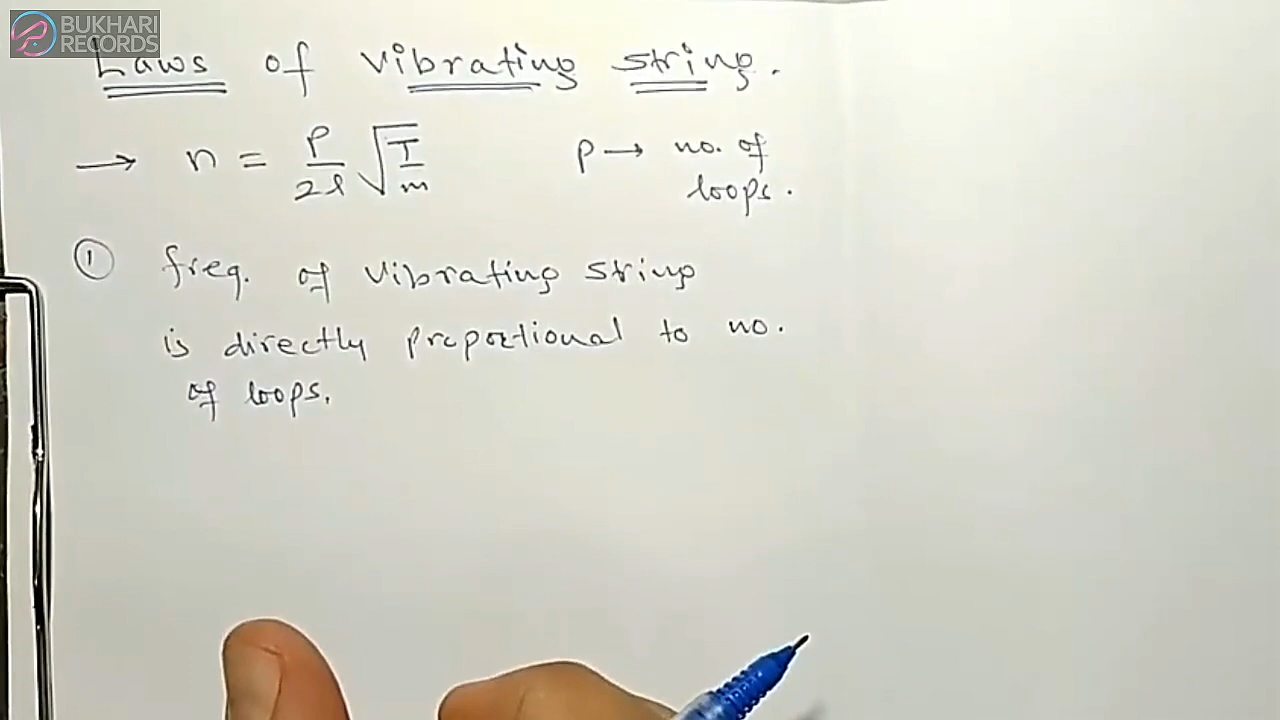 BUKHARI
RECORDS
Laws of vibrating string.
→ n = P/2l √T/m
p → no. of
loops.
① freq. of vibrating string
is directly proportional to no.
of loops.